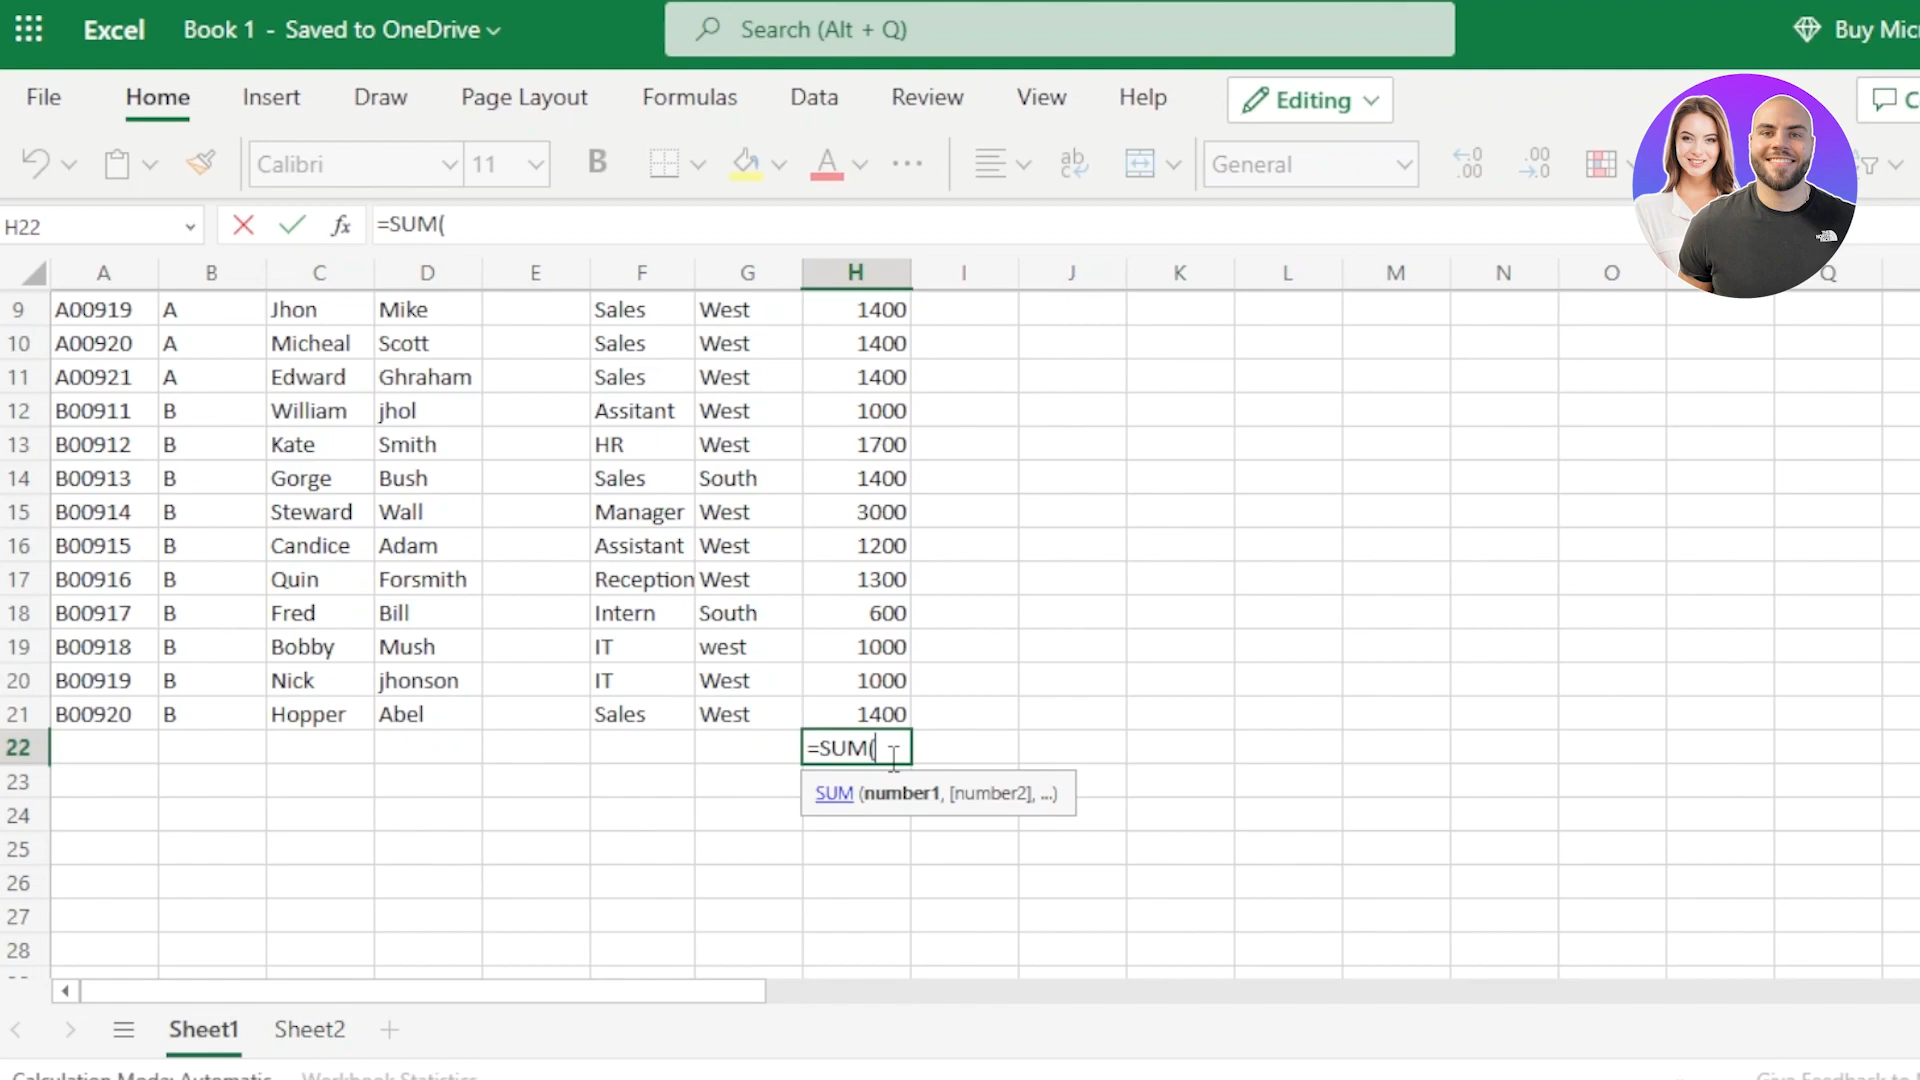 Excel Book 1 - Saved to OneDrive Search (Alt + Q) Buy
File Home Insert Draw Page Layout Formulas Data Review View Help Editing C
Calibri 11 B A ab General .00 .00
H22 fx =SUM(
A B C D E F G H I J K L M N O Q
9 A00919 A Jhon Mike Sales West 1400
10 A00920 A Micheal Scott Sales West 1400
11 A00921 A Edward Ghraham Sales West 1400
12 B00911 B William jhol Assitant West 1000
13 B00912 B Kate Smith HR West 1700
14 B00913 B Gorge Bush Sales South 1400
15 B00914 B Steward Wall Manager West 3000
16 B00915 B Candice Adam Assistant West 1200
17 B00916 B Quin Forsmith Reception West 1300
18 B00917 B Fred Bill Intern South 600
19 B00918 B Bobby Mush IT west 1000
20 B00919 B Nick jhonson IT West 1000
21 B00920 B Hopper Abel Sales West 1400
22 =SUM(
23 SUM (number1, [number2], ...)
24
25
26
27
28
Sheet1 Sheet2
Calculation Mode: Automatic Workbook Statistics Give Feedback to